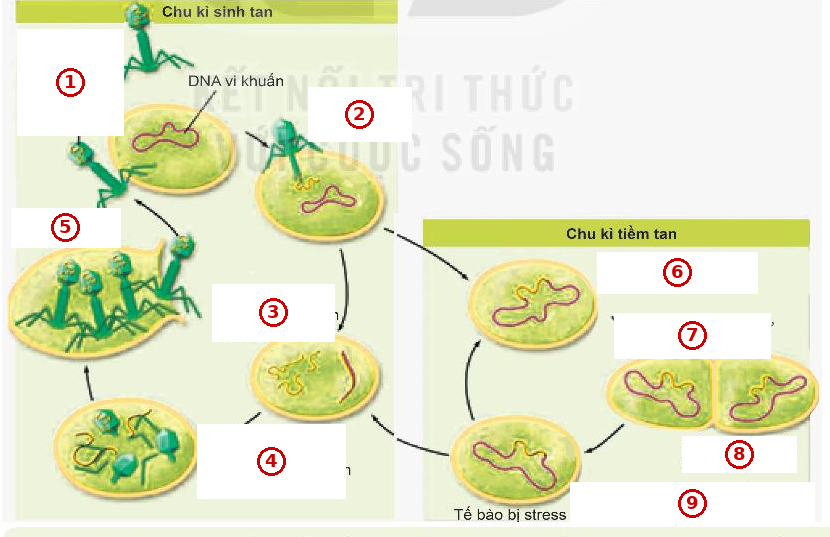 Chu kì sinh tan
①
DNA vi khuẩn
KẾT NỐI TRI THỨC
②
VỚI CUỘC SỐNG
⑤
Chu kì tiềm tan
⑥
③
n
⑦
④
n
⑧
⑨
Tế bào bị stress